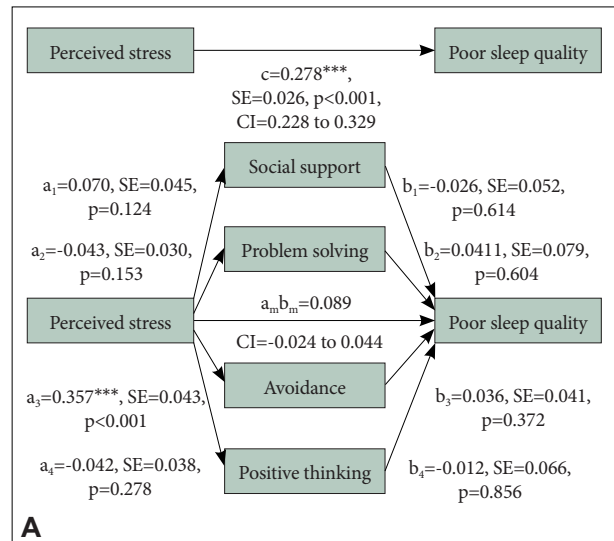 Perceived stress
Poor sleep quality
c=0.278***,
SE=0.026, p<0.001,
CI=0.228 to 0.329
Social support
a₁=0.070, SE=0.045,
p=0.124
b₁=-0.026, SE=0.052,
p=0.614
a₂=-0.043, SE=0.030,
p=0.153
Problem solving
b₂=0.0411, SE=0.079,
p=0.604
Perceived stress
aₘbₘ=0.089
CI=-0.024 to 0.044
Poor sleep quality
Avoidance
a₃=0.357***, SE=0.043,
p<0.001
b₃=0.036, SE=0.041,
p=0.372
a₄=-0.042, SE=0.038,
p=0.278
Positive thinking
b₄=-0.012, SE=0.066,
p=0.856
A